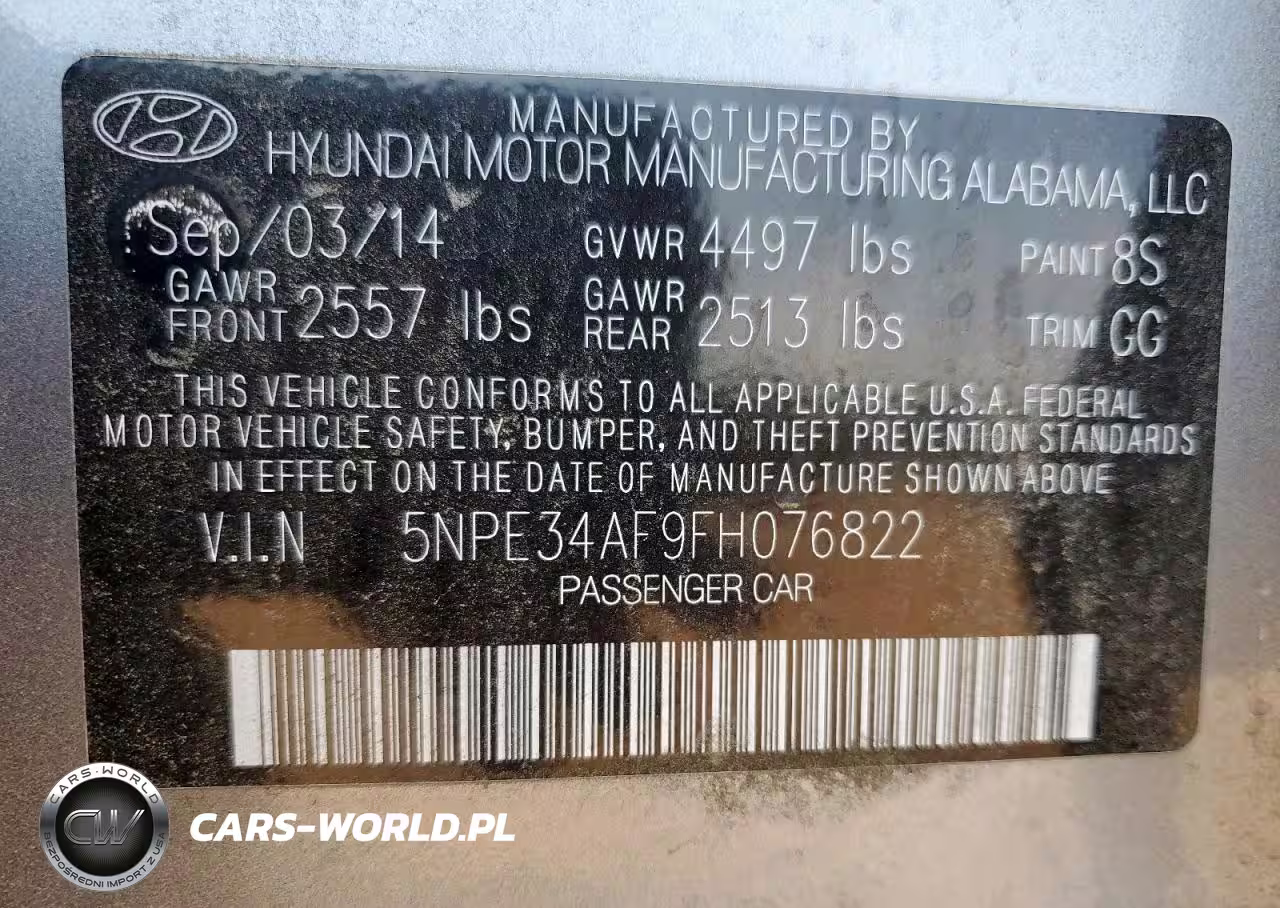 MANUFACTURED BY
HYUNDAI MOTOR MANUFACTURING ALABAMA, LLC
Sep/03/14 GVWR 4497 lbs PAINT 8S
GAWR FRONT 2557 lbs GAWR REAR 2513 lbs TRIM GG
THIS VEHICLE CONFORMS TO ALL APPLICABLE U.S.A. FEDERAL
MOTOR VEHICLE SAFETY, BUMPER, AND THEFT PREVENTION STANDARDS
IN EFFECT ON THE DATE OF MANUFACTURE SHOWN ABOVE
V.I.N 5NPE34AF9FH076822
PASSENGER CAR
CARS-WORLD
CW
BEZPOŚREDNI IMPORT Z USA
CARS-WORLD.PL